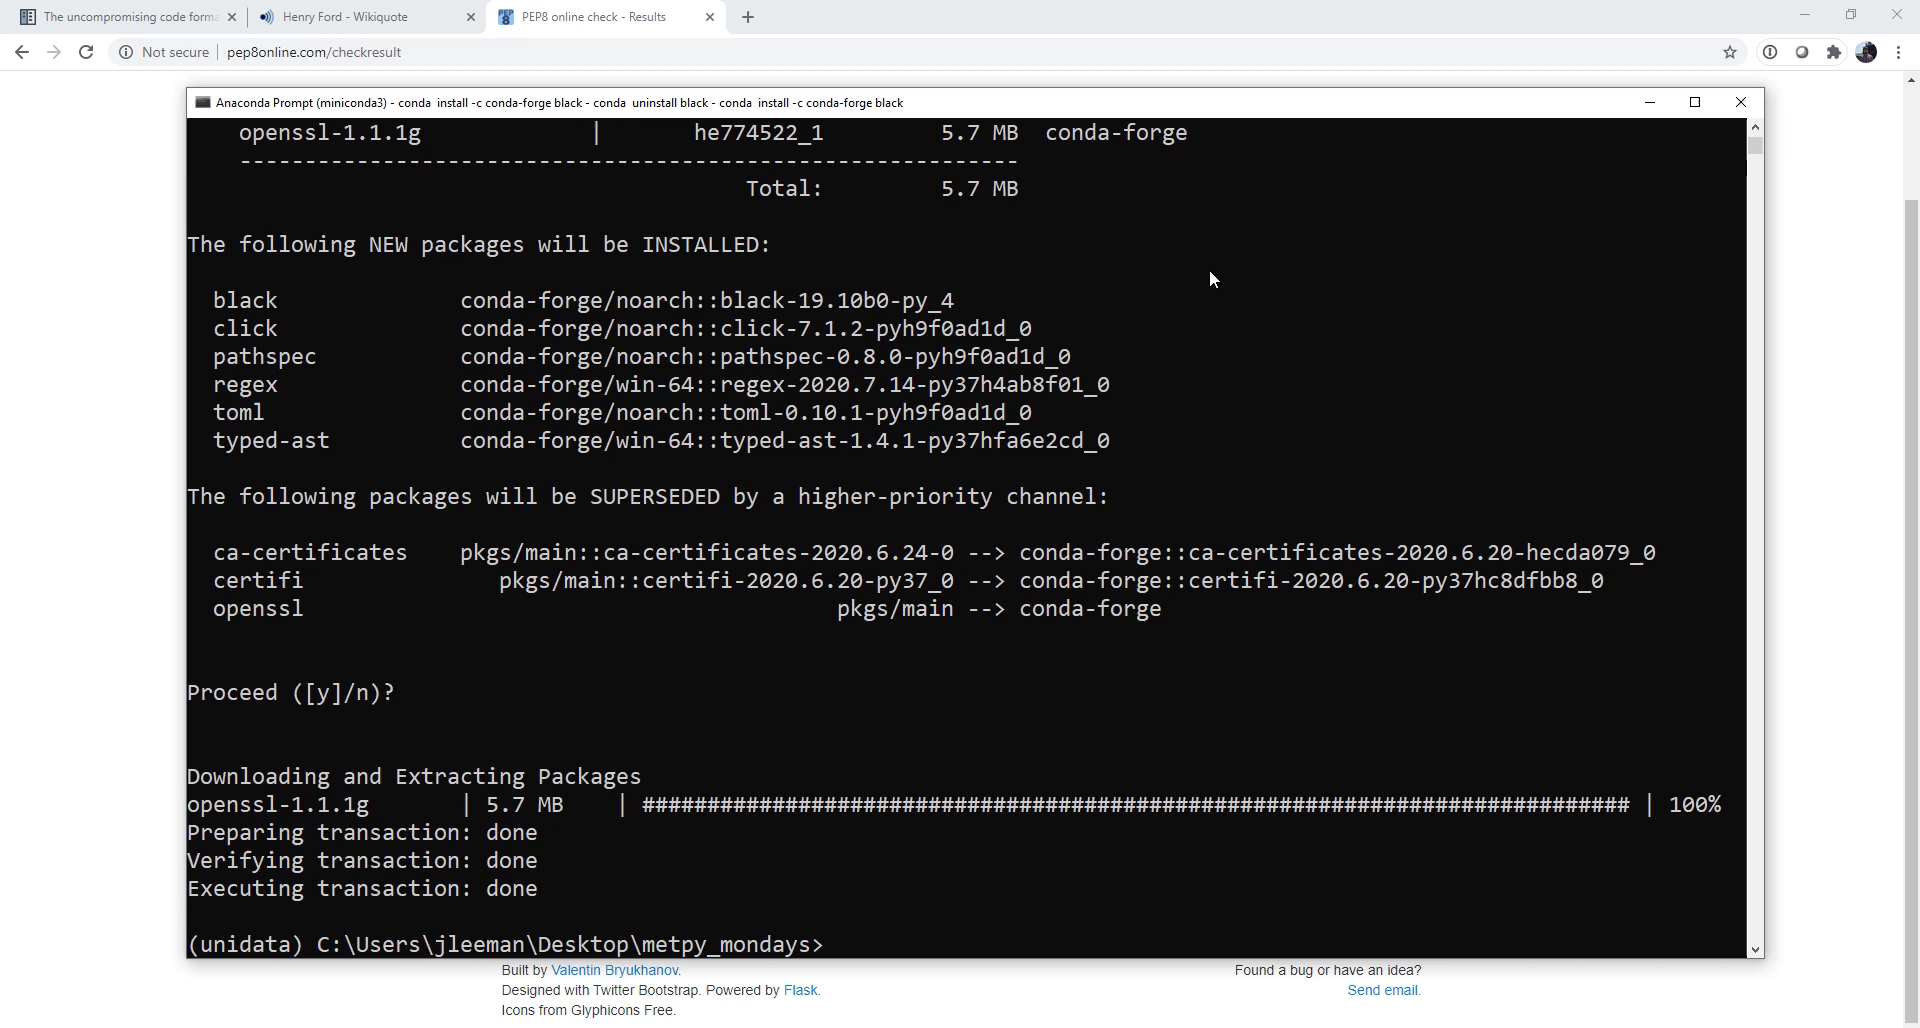 The uncompromising code forma
Henry Ford - Wikiquote
PEP8 online check - Results
Not secure
pep8online.com/checkresult
Anaconda Prompt (miniconda3) - conda  install -c conda-forge black - conda  uninstall black - conda  install -c conda-forge black
openssl-1.1.1g | he774522_1 5.7 MB conda-forge
------------------------------------------------------------
Total: 5.7 MB
The following NEW packages will be INSTALLED:
black conda-forge/noarch::black-19.10b0-py_4
click conda-forge/noarch::click-7.1.2-pyh9f0ad1d_0
pathspec conda-forge/noarch::pathspec-0.8.0-pyh9f0ad1d_0
regex conda-forge/win-64::regex-2020.7.14-py37h4ab8f01_0
toml conda-forge/noarch::toml-0.10.1-pyh9f0ad1d_0
typed-ast conda-forge/win-64::typed-ast-1.4.1-py37hfa6e2cd_0
The following packages will be SUPERSEDED by a higher-priority channel:
ca-certificates pkgs/main::ca-certificates-2020.6.24-0 --> conda-forge::ca-certificates-2020.6.20-hecda079_0
certifi pkgs/main::certifi-2020.6.20-py37_0 --> conda-forge::certifi-2020.6.20-py37hc8dfbb8_0
openssl pkgs/main --> conda-forge
Proceed ([y]/n)?
Downloading and Extracting Packages
openssl-1.1.1g | 5.7 MB | ############################################################################ | 100%
Preparing transaction: done
Verifying transaction: done
Executing transaction: done
(unidata) C:\Users\jleeman\Desktop\metpy_mondays>
Built by Valentin Bryukhanov.
Designed with Twitter Bootstrap. Powered by Flask.
Icons from Glyphicons Free.
Found a bug or have an idea?
Send email.